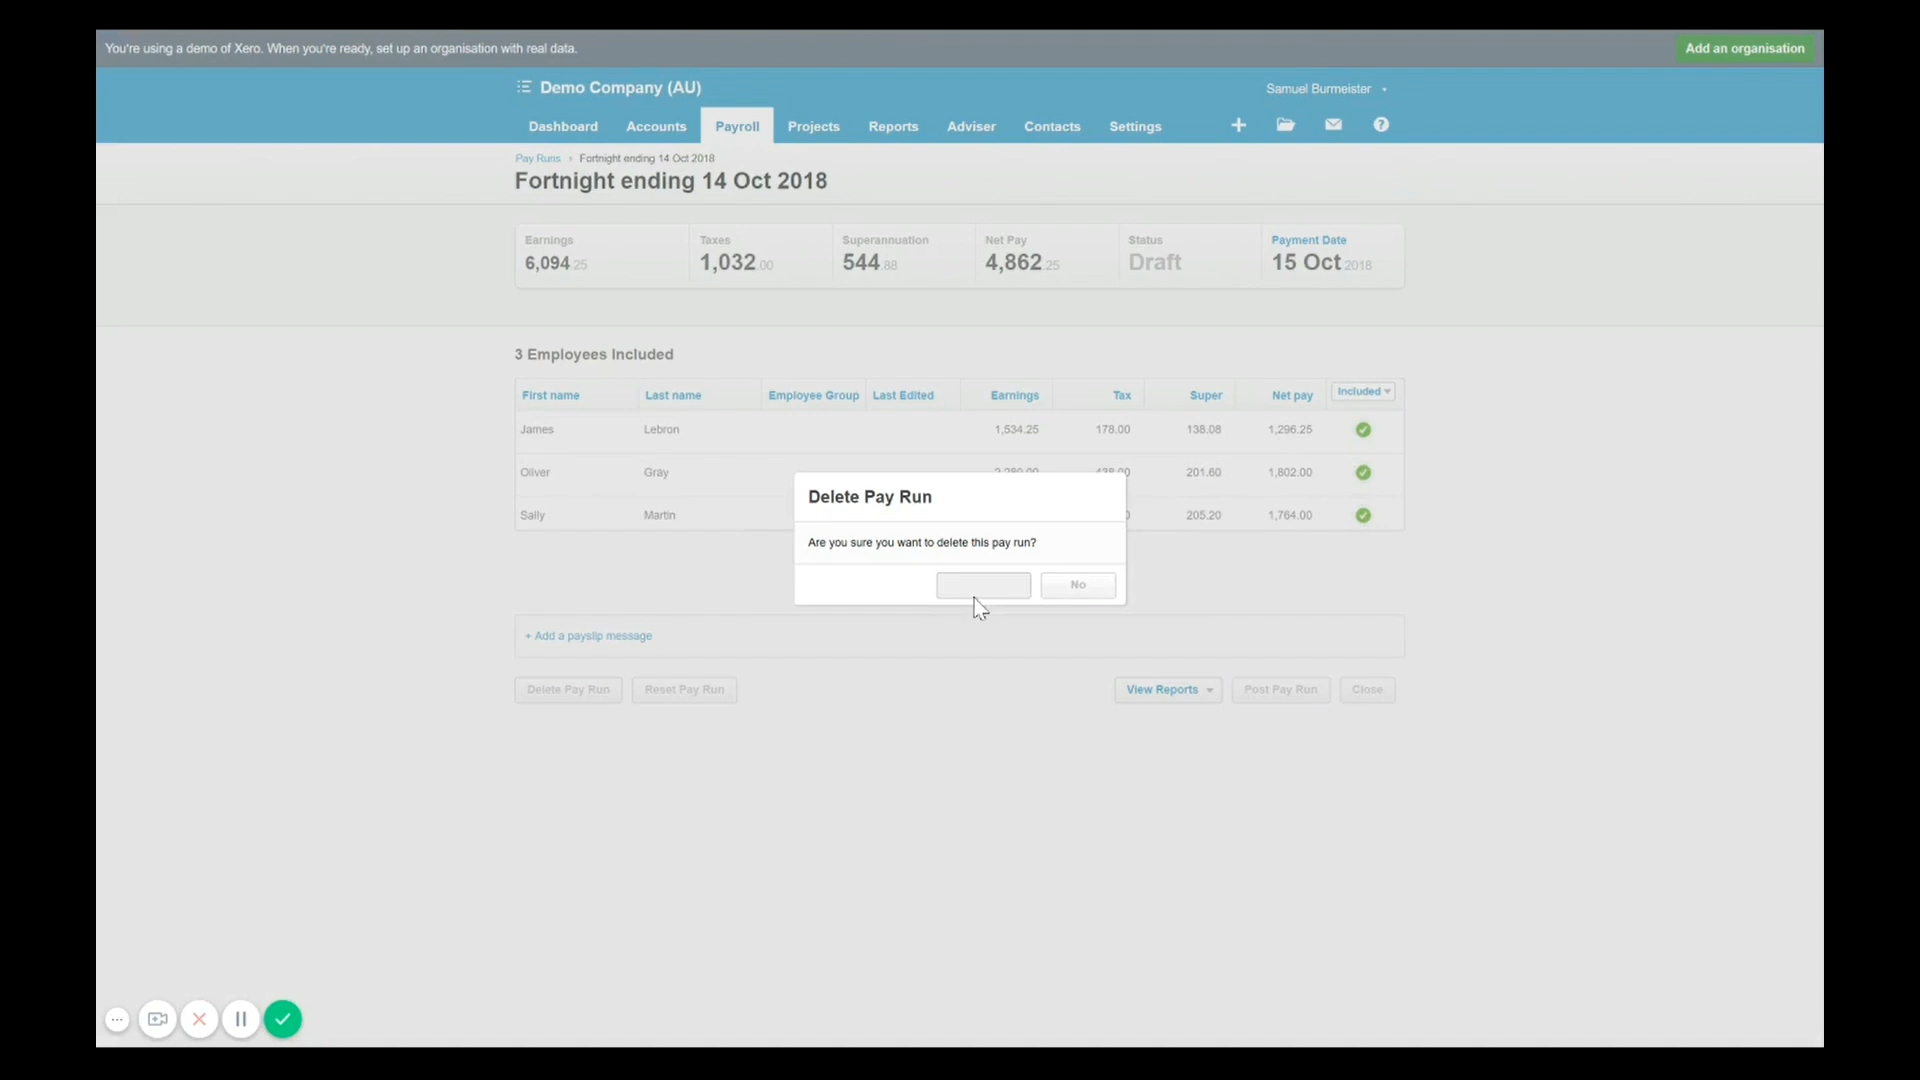 You're using a demo of Xero. When you're ready, set up an organisation with real data.
Add an organisation
Demo Company (AU)
Samuel Burmeister
Dashboard Accounts Payroll Projects Reports Adviser Contacts Settings
Pay Runs › Fortnight ending 14 Oct 2018
Fortnight ending 14 Oct 2018
Earnings Taxes Superannuation Net Pay Status Payment Date
6,094.25 1,032.00 544.88 4,862.25 Draft 15 Oct 2018
3 Employees Included
First name Last name Employee Group Last Edited Earnings Tax Super Net pay Included
James Lebron 1,534.25 178.00 138.08 1,296.25
Oliver Gray 201.60 1,802.00
Sally Martin 205.20 1,764.00
Delete Pay Run
Are you sure you want to delete this pay run?
No
+ Add a payslip message
Delete Pay Run Reset Pay Run View Reports Post Pay Run Close